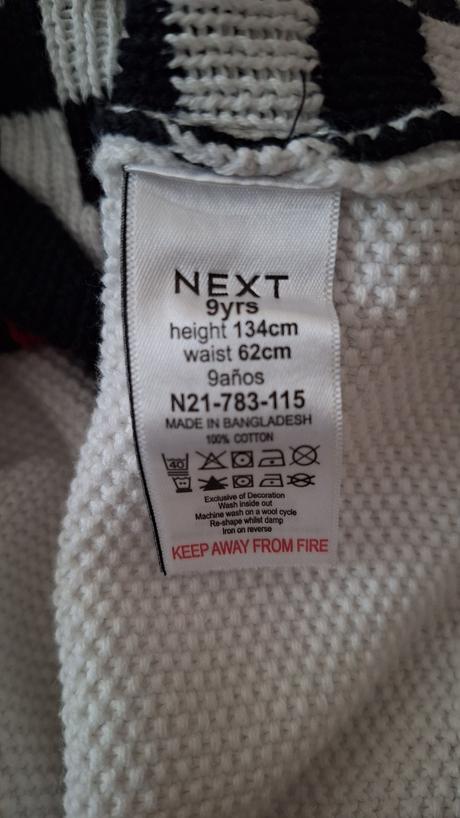 NEXT
9yrs
height 134cm
waist 62cm
9años
N21-783-115
MADE IN BANGLADESH
100% COTTON
40
Exclusive of Decoration
Wash inside out
Machine wash on a wool cycle
Re-shape whilst damp
Iron on reverse
KEEP AWAY FROM FIRE